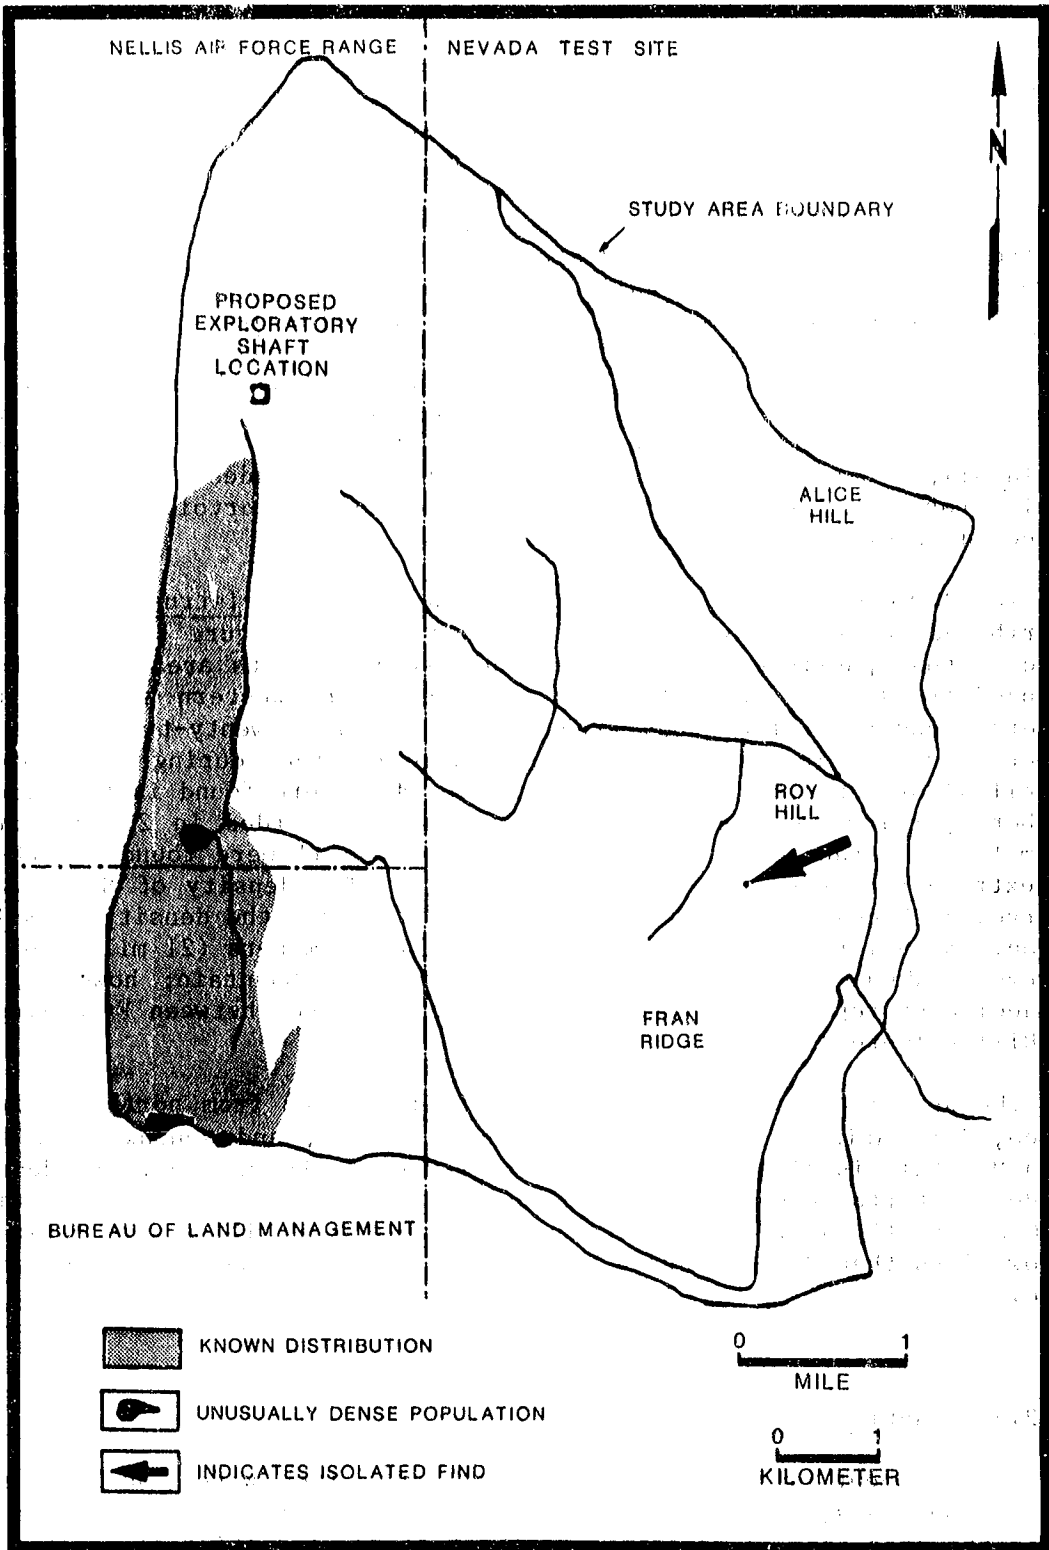 NELLIS AIR FORCE RANGE
NEVADA TEST SITE
N
STUDY AREA BOUNDARY
PROPOSED
EXPLORATORY
SHAFT
LOCATION
ALICE
HILL
ROY
HILL
FRAN
RIDGE
BUREAU OF LAND MANAGEMENT
KNOWN DISTRIBUTION
UNUSUALLY DENSE POPULATION
INDICATES ISOLATED FIND
0 1
MILE
0 1
KILOMETER